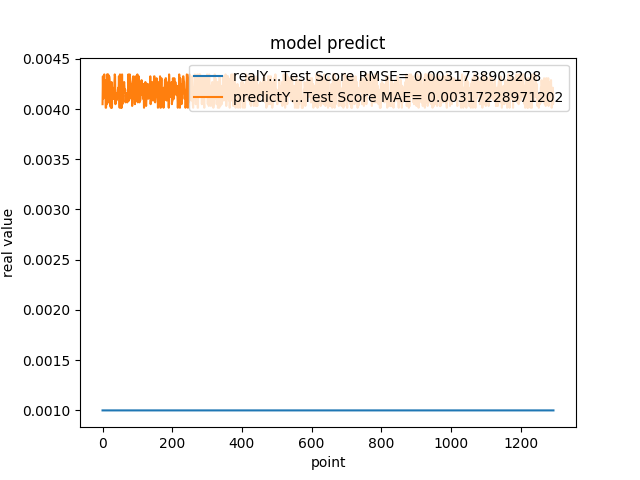 model predict
0.0045
realY...Test Score RMSE= 0.0031738903208
predictY...Test Score MAE= 0.00317228971202
0.0040
0.0035
0.0030
0.0025
0.0020
0.0015
0.0010
real value
0 200 400 600 800 1000 1200
point